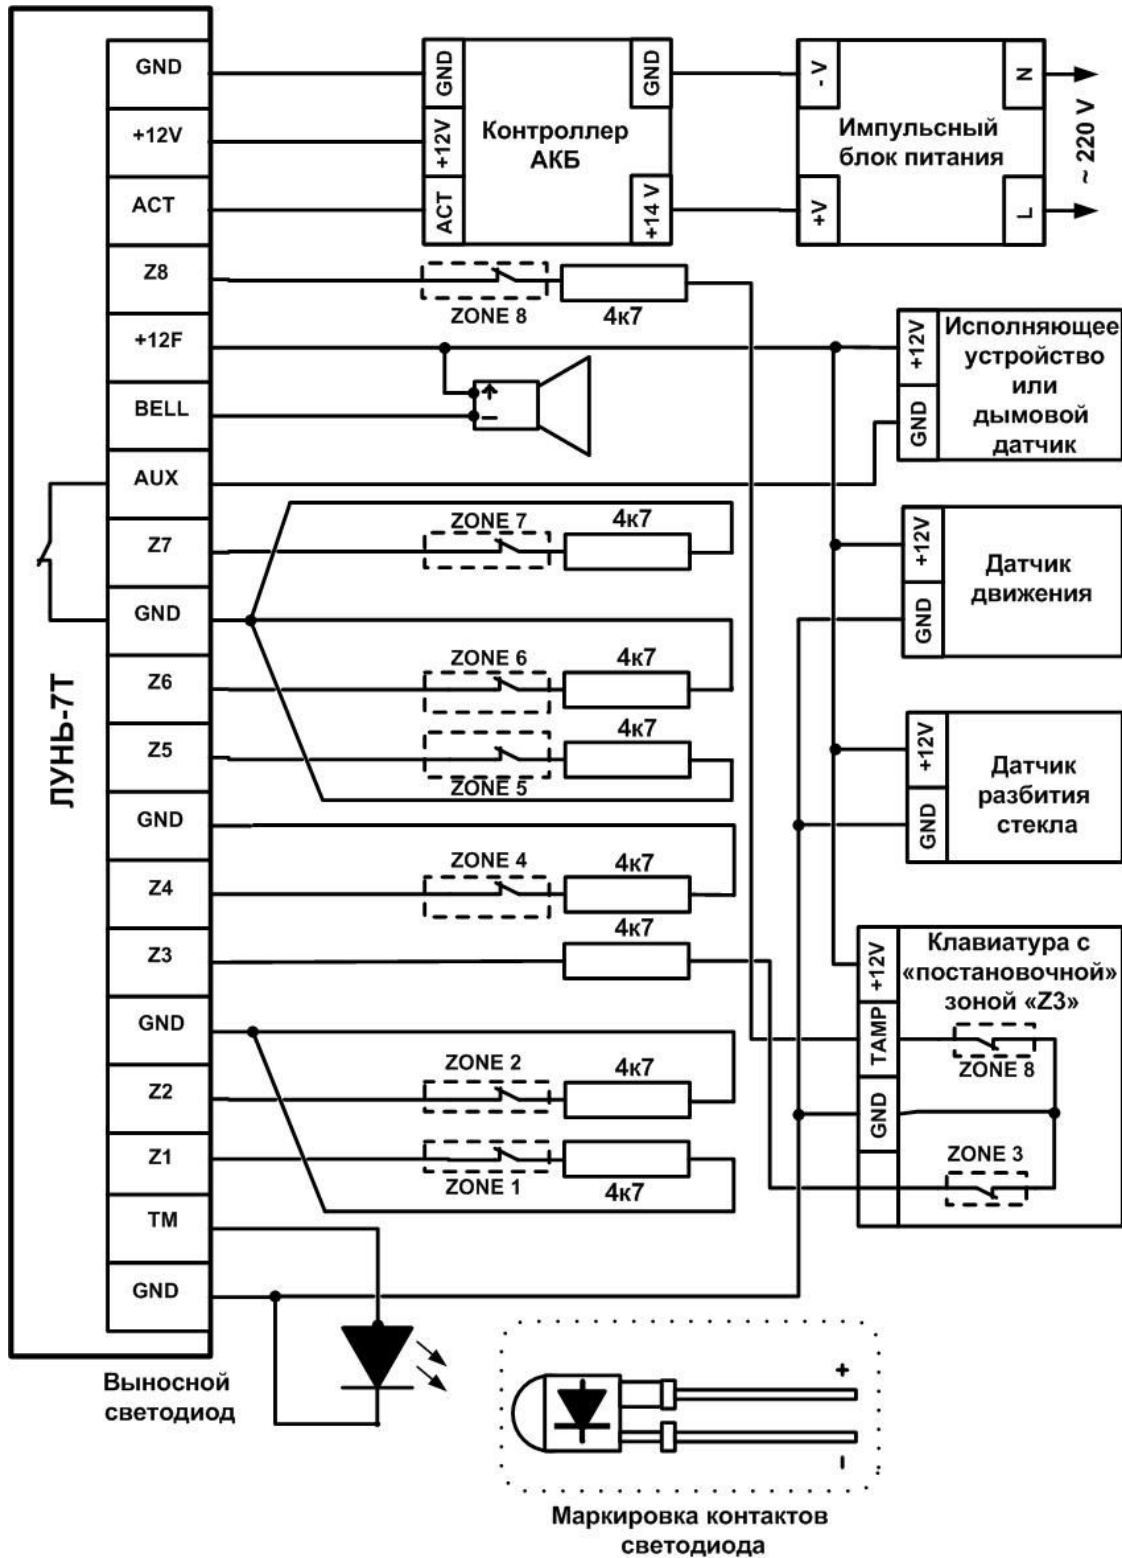 GND
+12V
ACT
Z8
+12F
BELL
AUX
Z7
GND
Z6
Z5
GND
Z4
Z3
GND
Z2
Z1
TM
GND
ЛУНЬ-7Т
GND
+12V
ACT
Контроллер
АКБ
GND
+14 V
- V
+V
Импульсный
блок питания
N
L
~ 220 V
ZONE 8
4к7
+12V
GND
Исполняющее
устройство
или
дымовой
датчик
ZONE 7
4к7
+12V
GND
Датчик
движения
ZONE 6
4к7
4к7
ZONE 5
+12V
GND
Датчик
разбития
стекла
ZONE 4
4к7
4к7
+12V
TAMP
GND
Клавиатура с
«постановочной»
зоной «Z3»
ZONE 8
ZONE 3
ZONE 2
4к7
ZONE 1
4к7
Выносной
светодиод
+
-
Маркировка контактов
светодиода